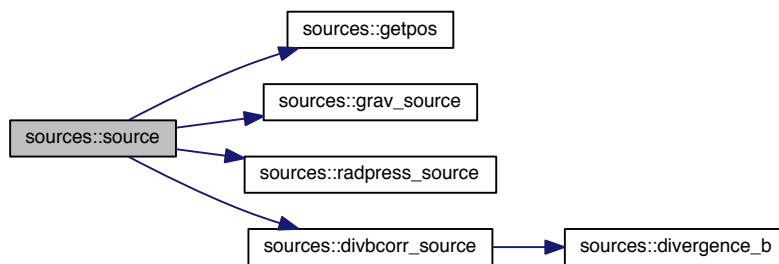 sources::getpos
sources::grav_source
sources::source
sources::radpress_source
sources::divbcorr_source
sources::divergence_b